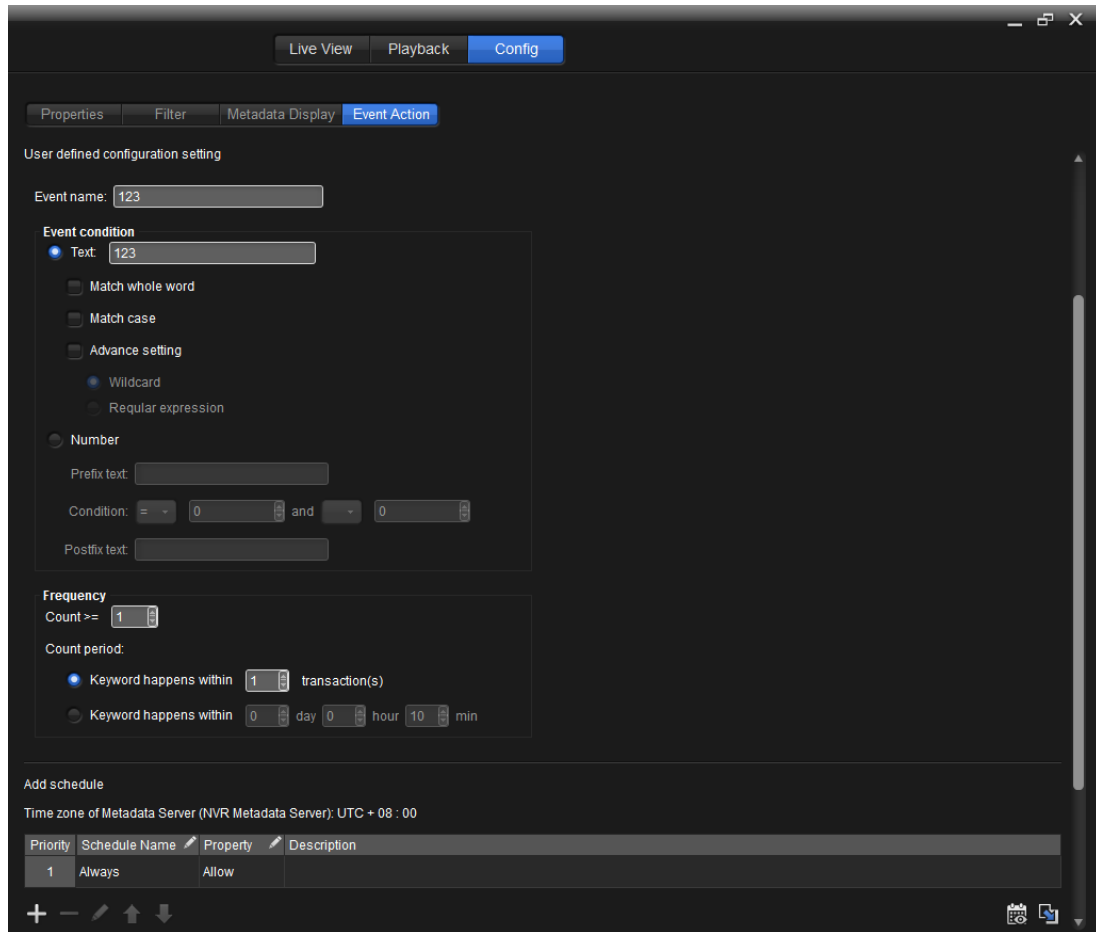 Live View Playback Config
Properties Filter Metadata Display Event Action
User defined configuration setting
Event name: 123
Event condition
Text: 123
Match whole word
Match case
Advance setting
Wildcard
Reqular expression
Number
Prefix text:
Condition: = 0 and 0
Postfix text:
Frequency
Count >= 1
Count period:
Keyword happens within 1 transaction(s)
Keyword happens within 0 day 0 hour 10 min
Add schedule
Time zone of Metadata Server (NVR Metadata Server): UTC + 08 : 00
Priority Schedule Name Property Description
1 Always Allow